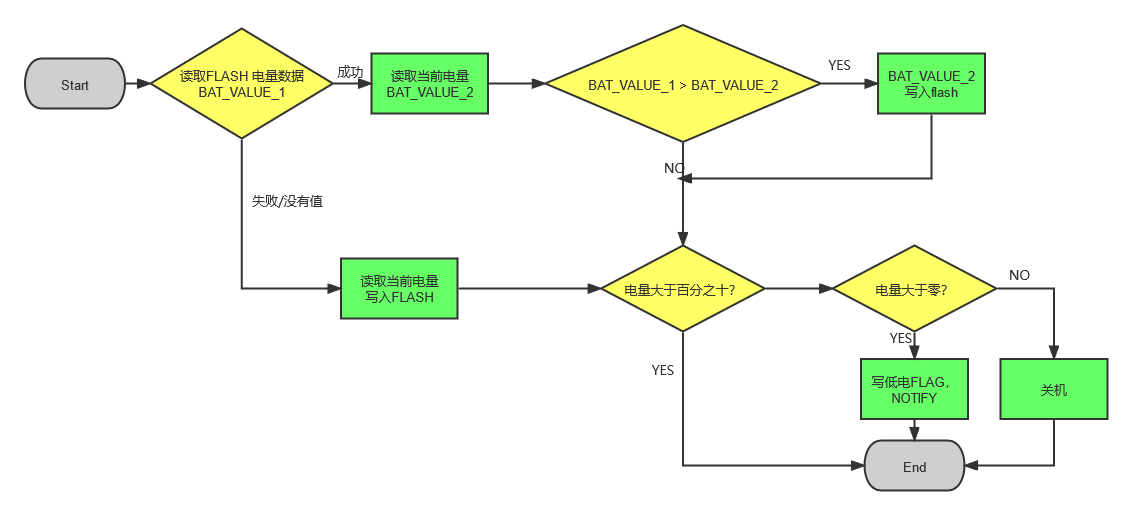 Start
读取FLASH 电量数据
BAT_VALUE_1
成功
读取当前电量
BAT_VALUE_2
BAT_VALUE_1 > BAT_VALUE_2
YES
BAT_VALUE_2
写入flash
NO
失败/没有值
读取当前电量
写入FLASH
电量大于百分之十?
电量大于零?
NO
YES
YES
写低电FLAG，
NOTIFY
关机
End